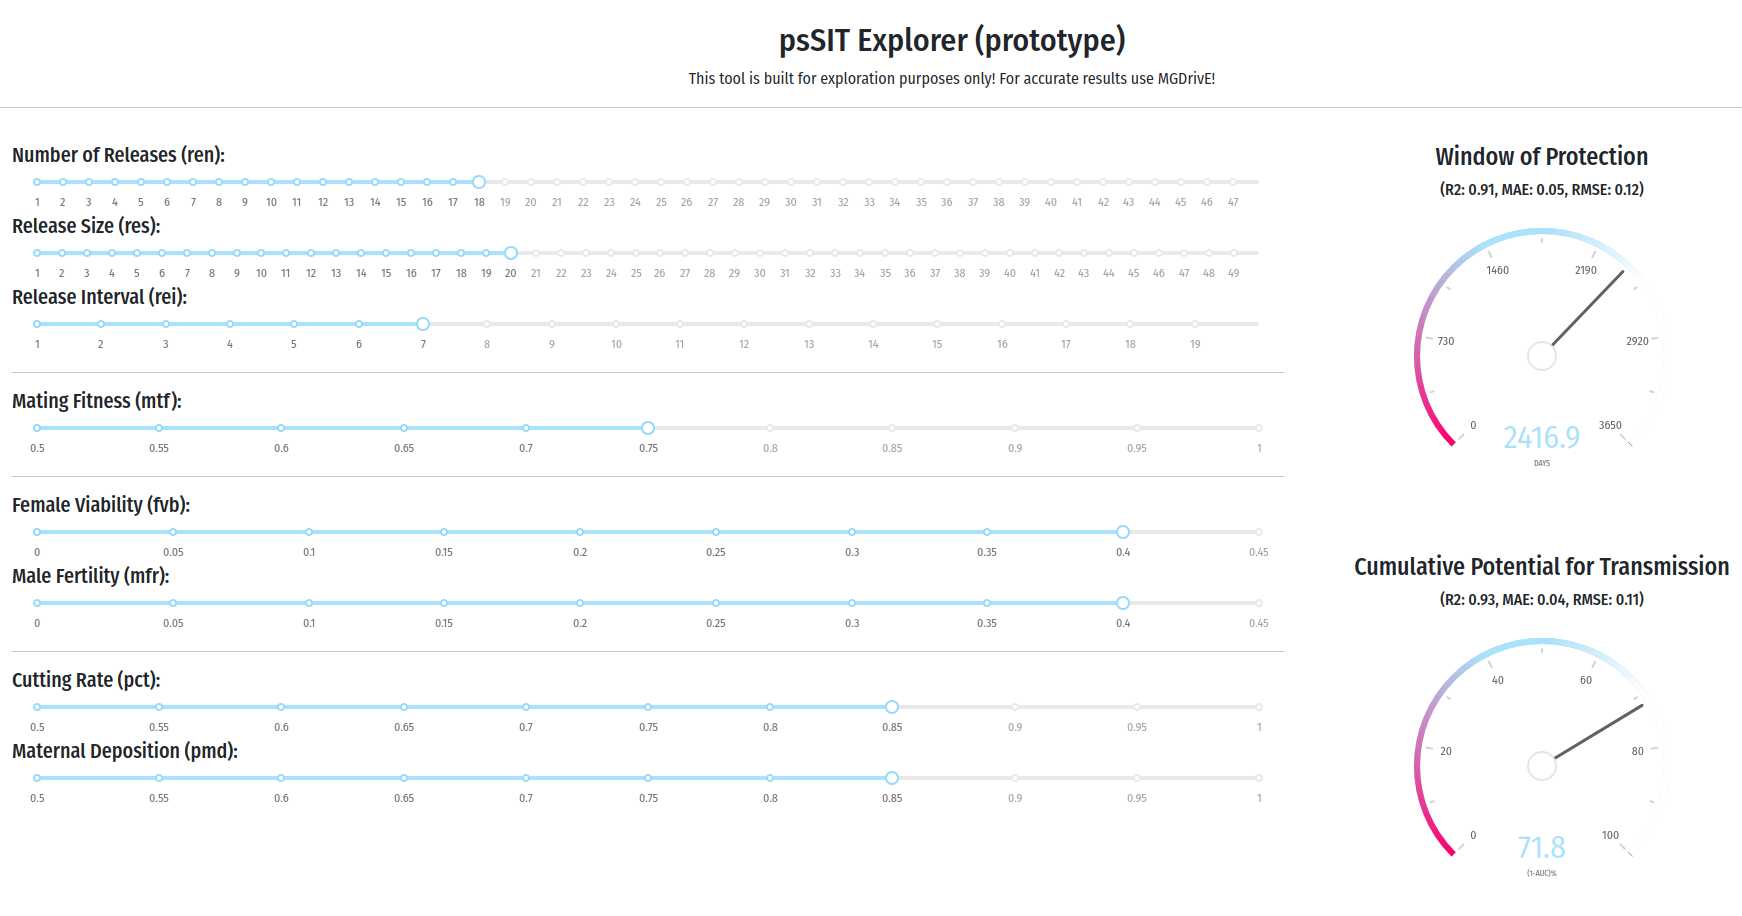 psSIT Explorer (prototype)
This tool is built for exploration purposes only! For accurate results use MGDrivE!
Number of Releases (ren):
1 2 3 4 5 6 7 8 9 10 11 12 13 14 15 16 17 18 19 20 21 22 23 24 25 26 27 28 29 30 31 32 33 34 35 36 37 38 39 40 41 42 43 44 45 46 47
Release Size (res):
1 2 3 4 5 6 7 8 9 10 11 12 13 14 15 16 17 18 19 20 21 22 23 24 25 26 27 28 29 30 31 32 33 34 35 36 37 38 39 40 41 42 43 44 45 46 47 48 49
Release Interval (rei):
1 2 3 4 5 6 7 8 9 10 11 12 13 14 15 16 17 18 19
Mating Fitness (mtf):
0.5 0.55 0.6 0.65 0.7 0.75 0.8 0.85 0.9 0.95 1
Female Viability (fvb):
0 0.05 0.1 0.15 0.2 0.25 0.3 0.35 0.4 0.45
Male Fertility (mfr):
0 0.05 0.1 0.15 0.2 0.25 0.3 0.35 0.4 0.45
Cutting Rate (pct):
0.5 0.55 0.6 0.65 0.7 0.75 0.8 0.85 0.9 0.95 1
Maternal Deposition (pmd):
0.5 0.55 0.6 0.65 0.7 0.75 0.8 0.85 0.9 0.95 1
Window of Protection
(R2: 0.91, MAE: 0.05, RMSE: 0.12)
1460 2190
730 2920
0 3650
2416.9
DAYS
Cumulative Potential for Transmission
(R2: 0.93, MAE: 0.04, RMSE: 0.11)
40 60
20 80
0 100
71.8
(1-AUC)%